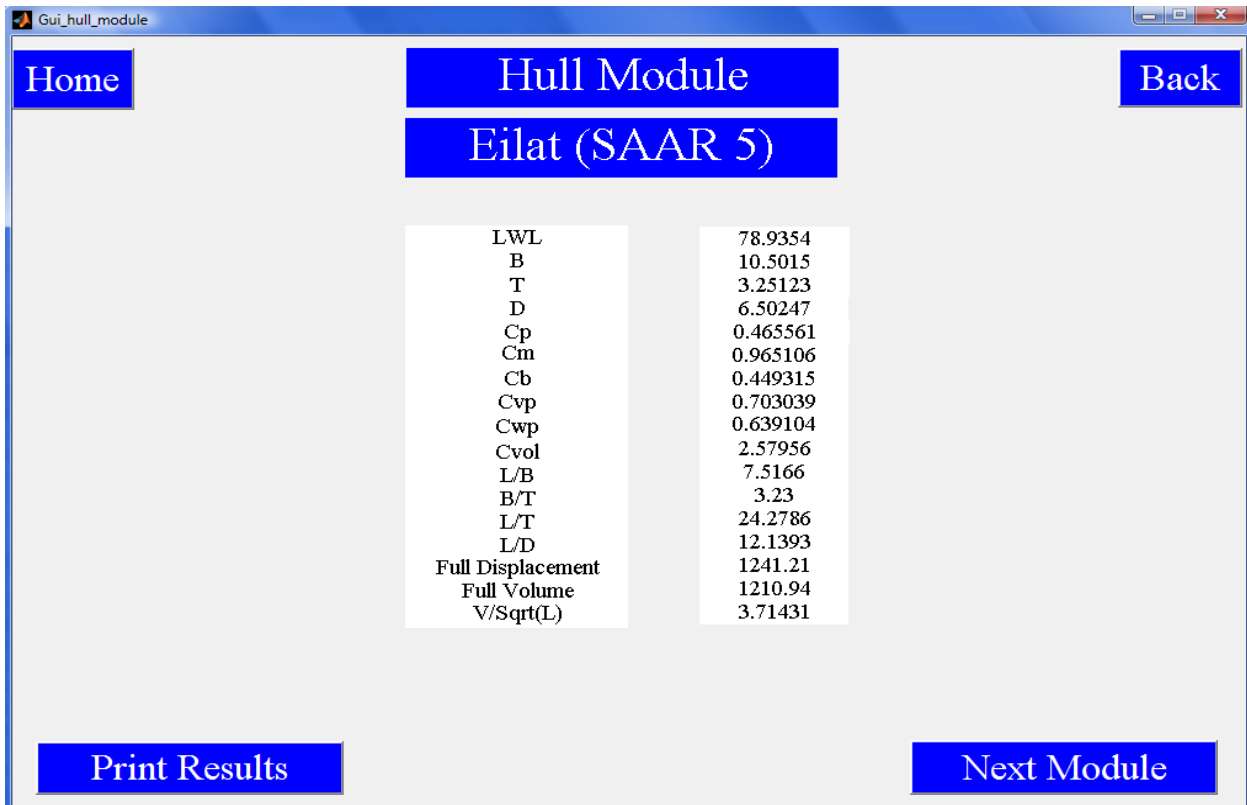 Gui_hull_module
Home
Hull Module
Back
Eilat (SAAR 5)
LWL 78.9354
B 10.5015
T 3.25123
D 6.50247
Cp 0.465561
Cm 0.965106
Cb 0.449315
Cvp 0.703039
Cwp 0.639104
Cvol 2.57956
L/B 7.5166
B/T 3.23
L/T 24.2786
L/D 12.1393
Full Displacement 1241.21
Full Volume 1210.94
V/Sqrt(L) 3.71431
Print Results
Next Module